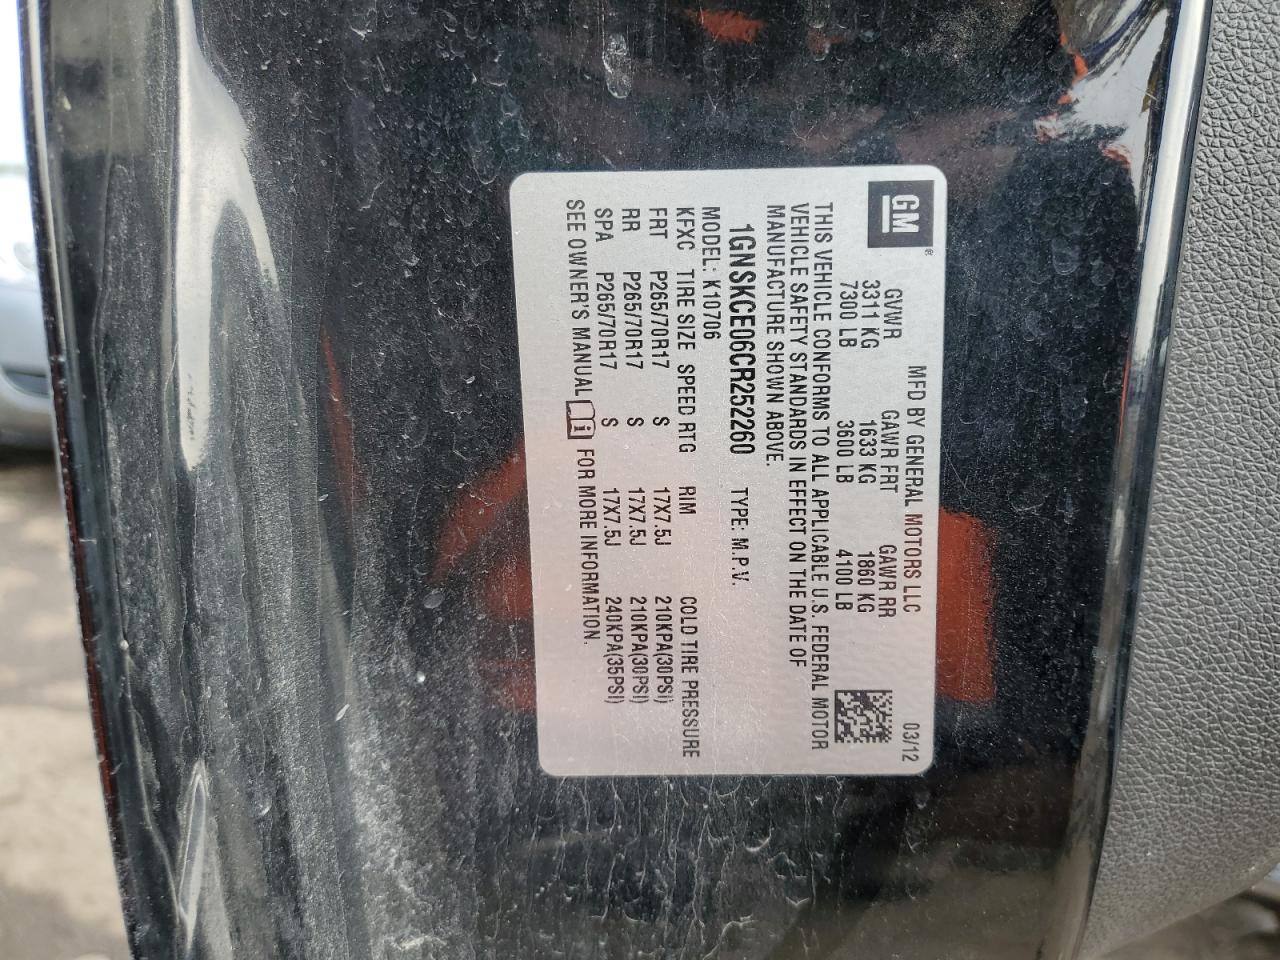 GM®
MFD BY GENERAL MOTORS LLC 03/12
GVWR GAWR FRT GAWR RR
3311 KG 1633 KG 1860 KG
7300 LB 3600 LB 4100 LB
THIS VEHICLE CONFORMS TO ALL APPLICABLE U.S. FEDERAL MOTOR
VEHICLE SAFETY STANDARDS IN EFFECT ON THE DATE OF
MANUFACTURE SHOWN ABOVE.
1GNSKCE06CR252260 TYPE: M.P.V.
MODEL: K10706
KFXC TIRE SIZE SPEED RTG RIM COLD TIRE PRESSURE
FRT P265/70R17 S 17X7.5J 210KPA(30PSI)
RR P265/70R17 S 17X7.5J 210KPA(30PSI)
SPA P265/70R17 S 17X7.5J 240KPA(35PSI)
SEE OWNER'S MANUAL i FOR MORE INFORMATION.